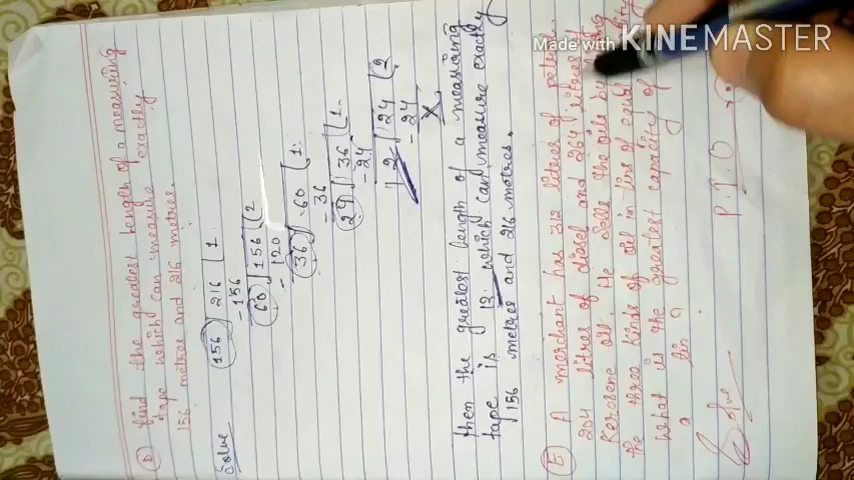 D find the greatest length of a measuring
tape which can measure exactly
156 metres and 216 metres.
Solve
156 216 1
-156
60 156 2
- 120
36 60 1
- 36
24 36 1
-24
12 24 2
- 24
X
then the greatest length of a measuring
tape is 12 which can measure exactly
156 metres and 216 metres.
E A merchant has 312 litres of petrol,
204 litres of diesel and 264 litres of
Kerosene oil. He Sells the oils by
the three kinds of oil in tins of equal
What is the greatest capacity of
a tin ?
Solve
P.T.O
Made with KINEMASTER